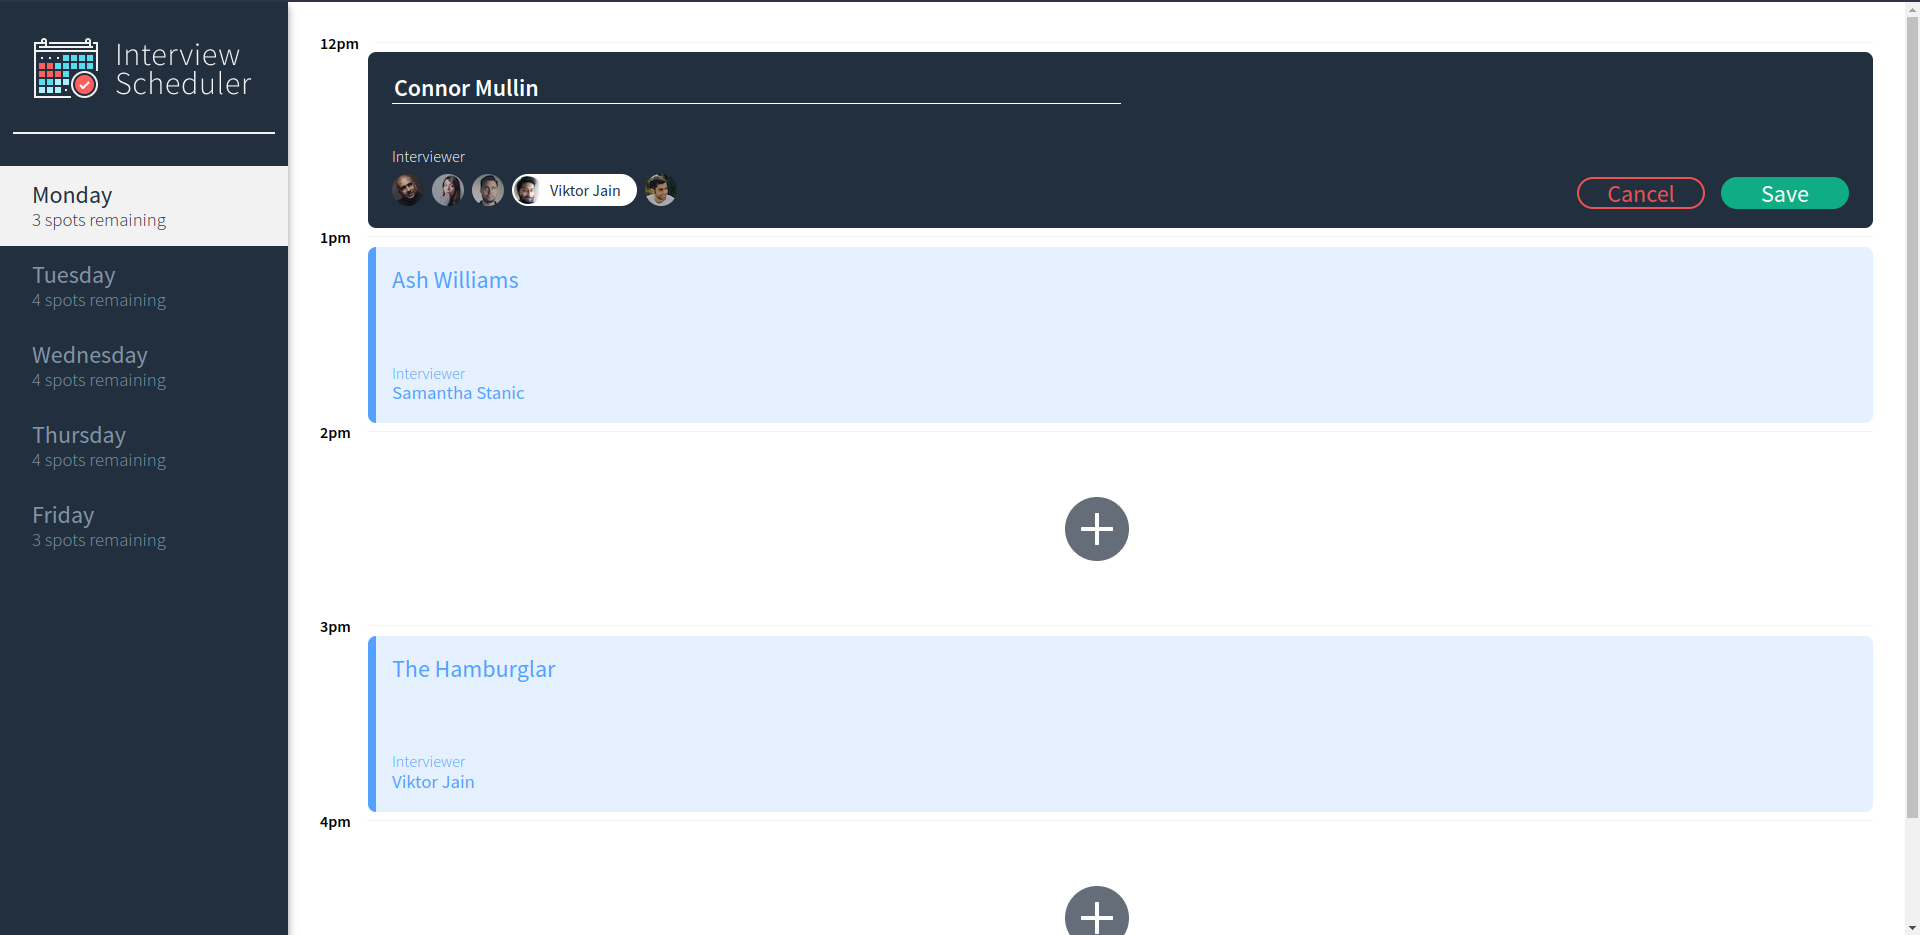 Interview
Scheduler
Monday
3 spots remaining
Tuesday
4 spots remaining
Wednesday
4 spots remaining
Thursday
4 spots remaining
Friday
3 spots remaining
12pm
Connor Mullin
Interviewer
Viktor Jain
Cancel
Save
1pm
Ash Williams
Interviewer
Samantha Stanic
2pm
3pm
The Hamburglar
Interviewer
Viktor Jain
4pm